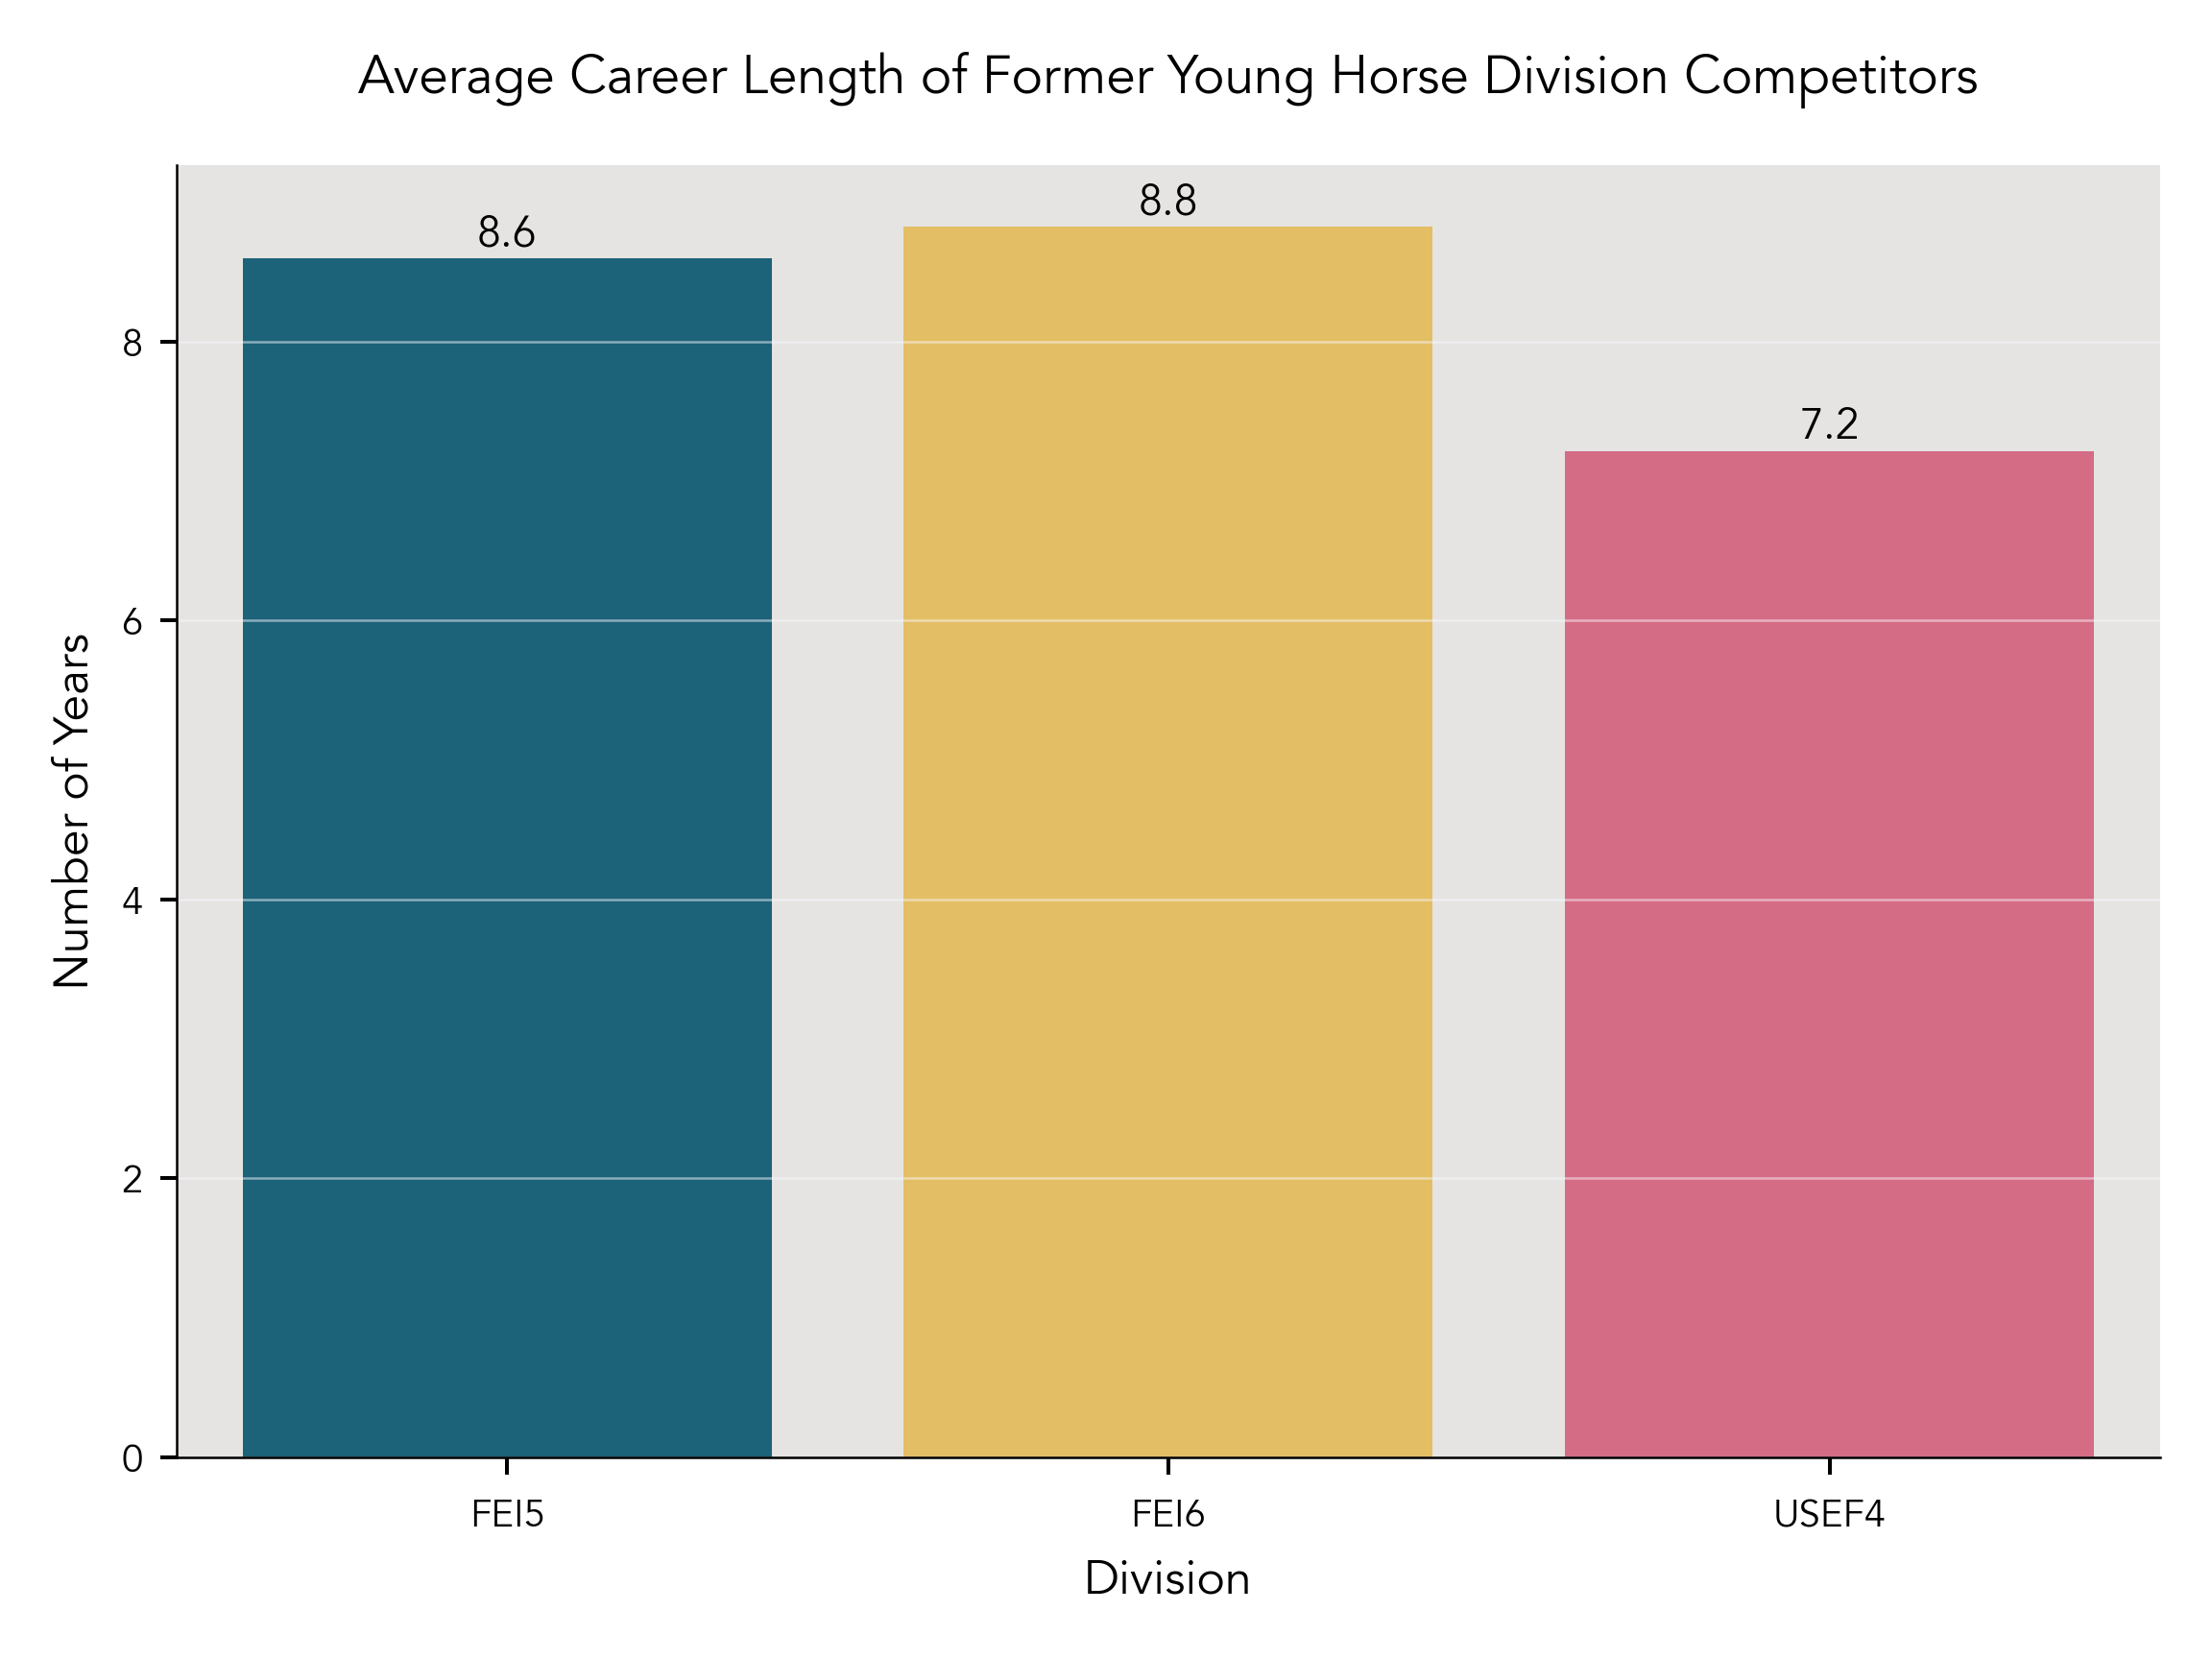 Average Career Length of Former Young Horse Division Competitors
8.6
8.8
7.2
8
6
4
2
0
Number of Years
FEI5
FEI6
USEF4
Division